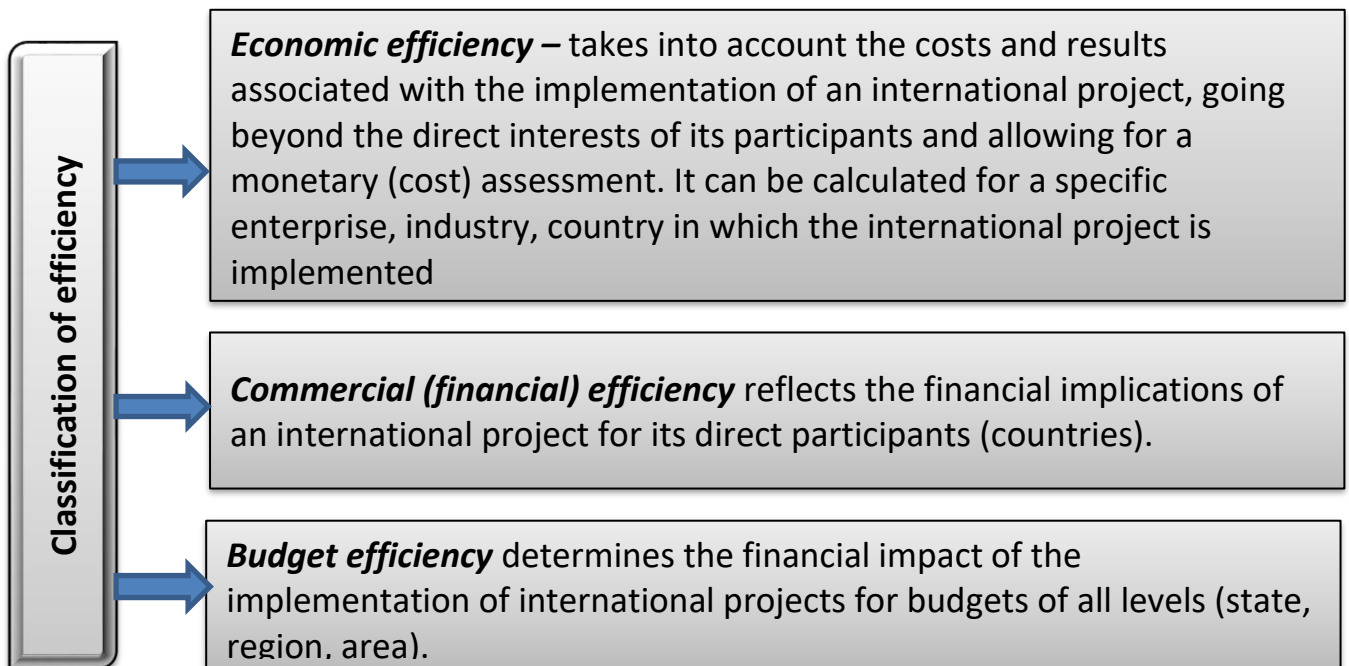 Classification of efficiency
Economic efficiency – takes into account the costs and results
associated with the implementation of an international project, going
beyond the direct interests of its participants and allowing for a
monetary (cost) assessment. It can be calculated for a specific
enterprise, industry, country in which the international project is
implemented
Commercial (financial) efficiency reflects the financial implications of
an international project for its direct participants (countries).
Budget efficiency determines the financial impact of the
implementation of international projects for budgets of all levels (state,
region, area).